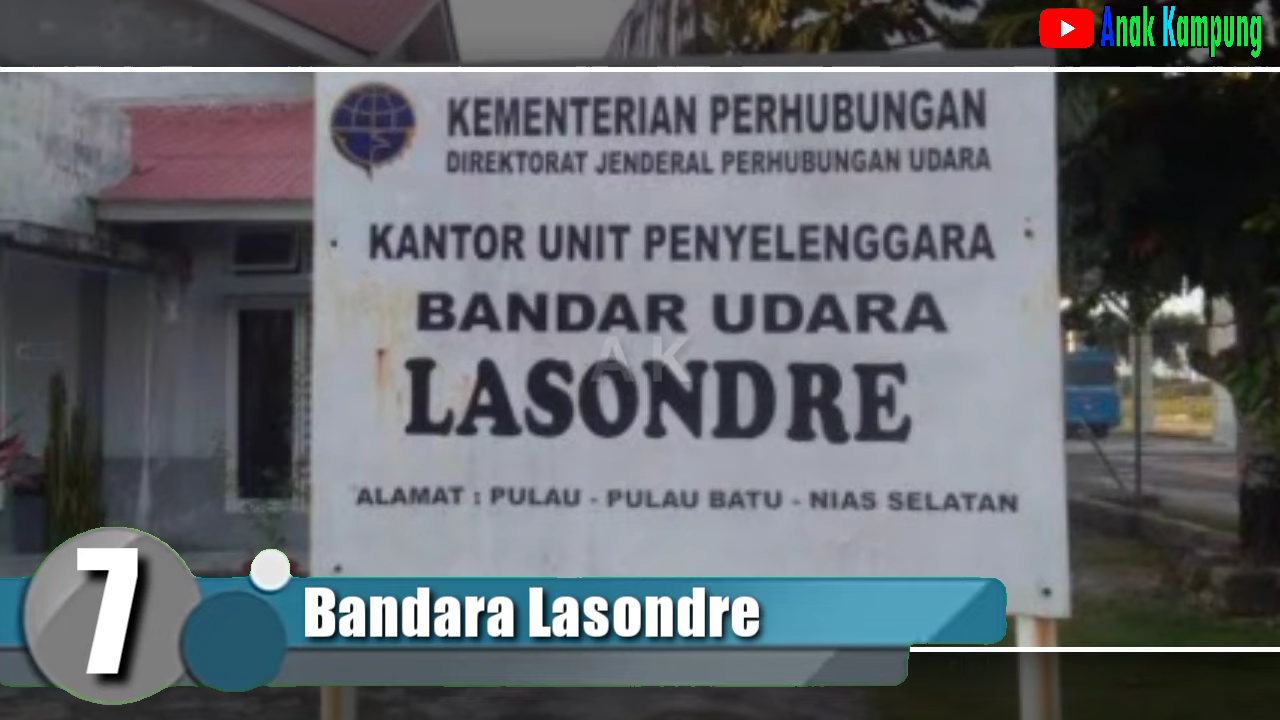 Anak Kampung
KEMENTERIAN PERHUBUNGAN
DIREKTORAT JENDERAL PERHUBUNGAN UDARA
KANTOR UNIT PENYELENGGARA
BANDAR UDARA
AK
LASONDRE
ALAMAT : PULAU - PULAU BATU - NIAS SELATAN
7
Bandara Lasondre